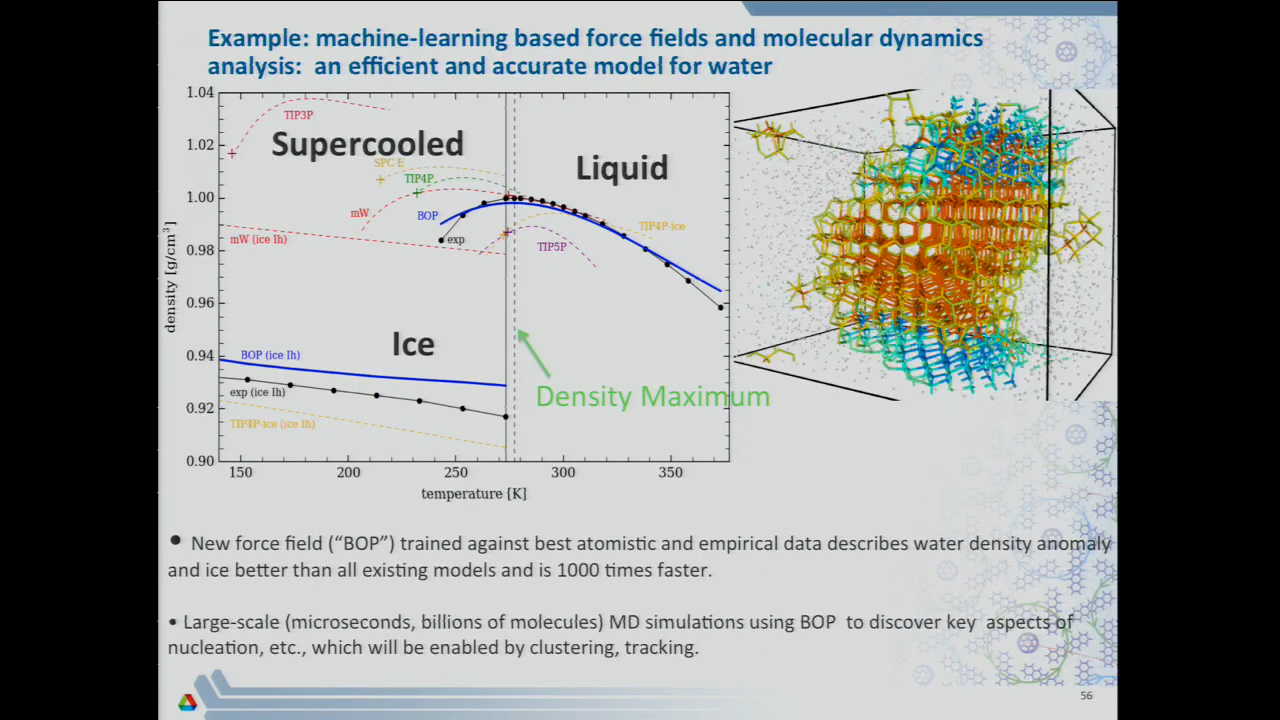 Example: machine-learning based force fields and molecular dynamics
analysis: an efficient and accurate model for water
1.04
1.02
1.00
0.98
0.96
0.94
0.92
0.90
density [g/cm³]
TIP3P
Supercooled
SPC E
TIP4P
Liquid
mW
BOP
exp
TIP4P-ice
mW (ice Ih)
TIP5P
Ice
BOP (ice Ih)
exp (ice Ih)
TIP4P-ice (ice Ih)
Density Maximum
150
200
250
300
350
temperature [K]
• New force field (“BOP”) trained against best atomistic and empirical data describes water density anomaly
and ice better than all existing models and is 1000 times faster.
• Large-scale (microseconds, billions of molecules) MD simulations using BOP to discover key aspects of
nucleation, etc., which will be enabled by clustering, tracking.
56